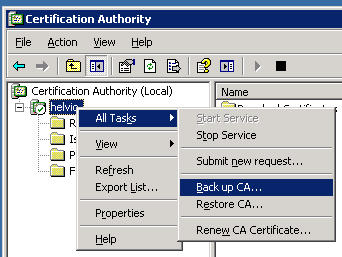 Certification Authority
File Action View Help
Certification Authority (Local)
Name
All Tasks
View
Refresh
Export List...
Properties
Help
Start Service
Stop Service
Submit new request...
Back up CA...
Restore CA...
Renew CA Certificate...